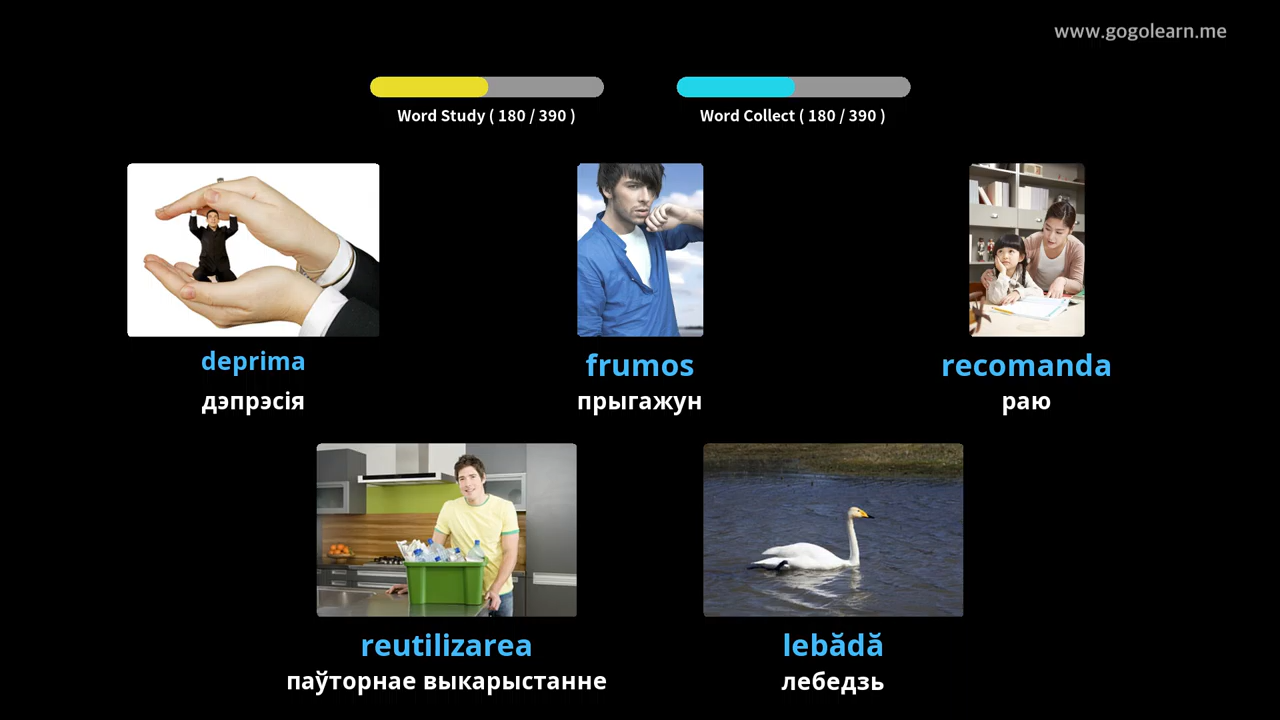 www.gogolearn.me
Word Study ( 180 / 390 )
Word Collect ( 180 / 390 )
deprima
дэпрэсія
frumos
прыгажун
recomanda
раю
reutilizarea
паўторнае выкарыстанне
lebădă
лебедзь